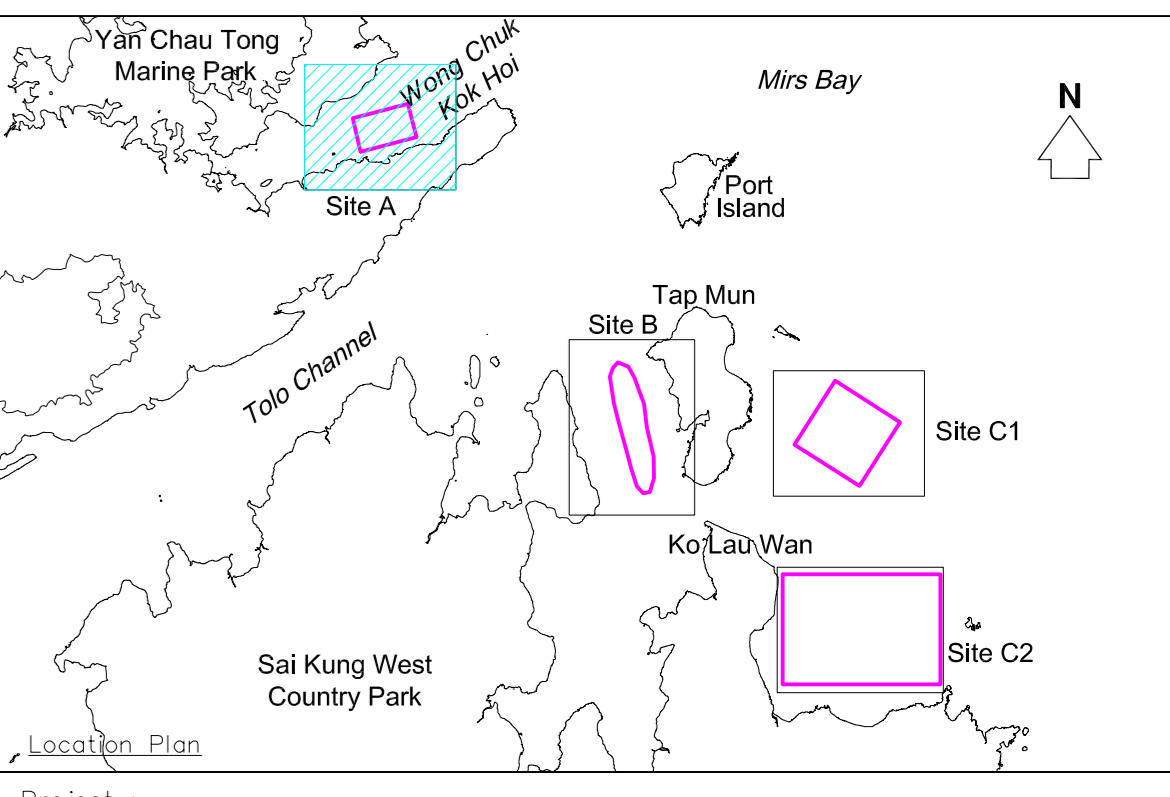 Yan Chau Tong
Marine Park
Wong Chuk
Kok Hoi
Mirs Bay
N
Port
Island
Site A
Tap Mun
Site B
Tolo Channel
Site C1
Ko Lau Wan
Site C2
Sai Kung West
Country Park
Location Plan